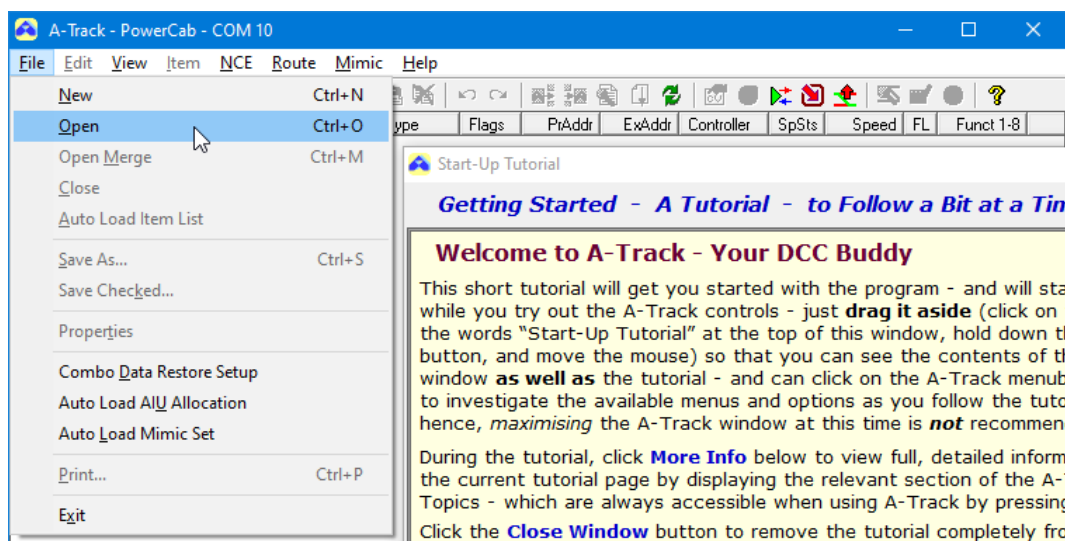 A-Track - PowerCab - COM 10
File Edit View Item NCE Route Mimic Help
New Ctrl+N
Open Ctrl+O
Open Merge Ctrl+M
Close
Auto Load Item List
Save As... Ctrl+S
Save Checked...
Properties
Combo Data Restore Setup
Auto Load AIU Allocation
Auto Load Mimic Set
Print... Ctrl+P
Exit
ype Flags PrAddr ExAddr Controller SpSts Speed FL Funct 1-8
Start-Up Tutorial
Getting Started - A Tutorial - to Follow a Bit at a Tim
Welcome to A-Track - Your DCC Buddy
This short tutorial will get you started with the program - and will sta
while you try out the A-Track controls - just drag it aside (click on
the words “Start-Up Tutorial” at the top of this window, hold down th
button, and move the mouse) so that you can see the contents of th
window as well as the tutorial - and can click on the A-Track menub
to investigate the available menus and options as you follow the tuto
hence, maximising the A-Track window at this time is not recommen
During the tutorial, click More Info below to view full, detailed inform
the current tutorial page by displaying the relevant section of the A-
Topics - which are always accessible when using A-Track by pressing
Click the Close Window button to remove the tutorial completely fro